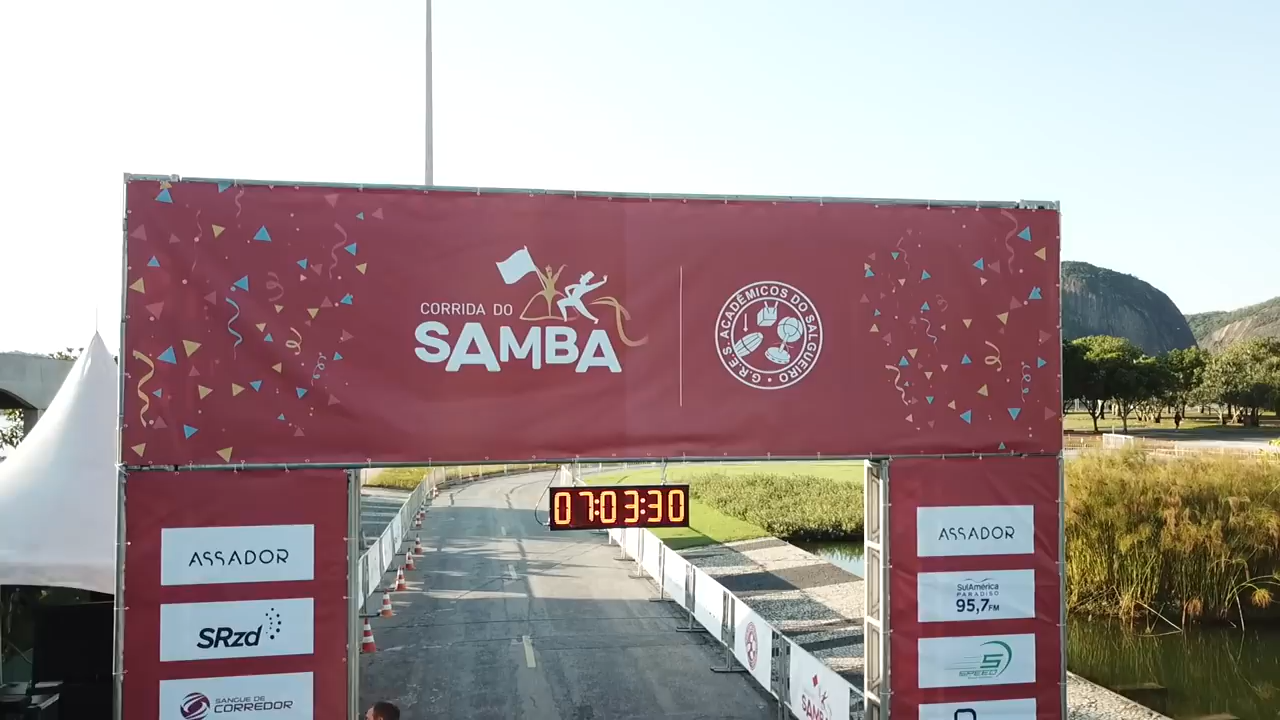 CORRIDA DO
SAMBA
G.R.E.S ACADÊMICOS DO SALGUEIRO
07:03:30
ASSADOR
SRzd
SANGUE DE
CORREDOR
ASSADOR
SulAmérica
PARADISO
95,7FM
SPEED
SAMBA